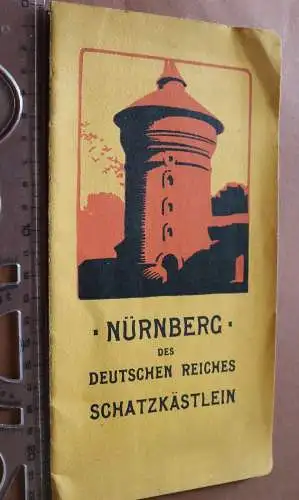 · NÜRNBERG ·
DES
DEUTSCHEN REICHES
SCHATZKÄSTLEIN